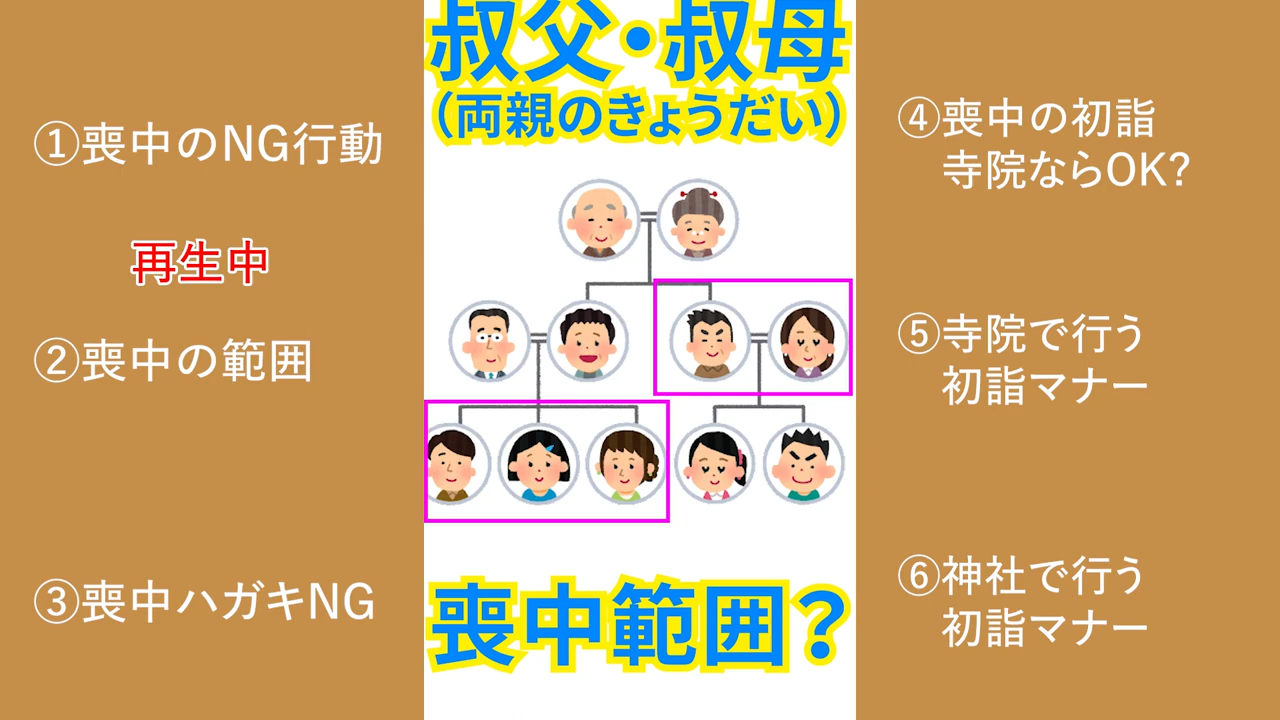 ①喪中のNG行動
再生中
②喪中の範囲
③喪中ハガキNG
叔父・叔母
（両親のきょうだい）
喪中範囲？
④喪中の初詣
寺院ならOK?
⑤寺院で行う
初詣マナー
⑥神社で行う
初詣マナー